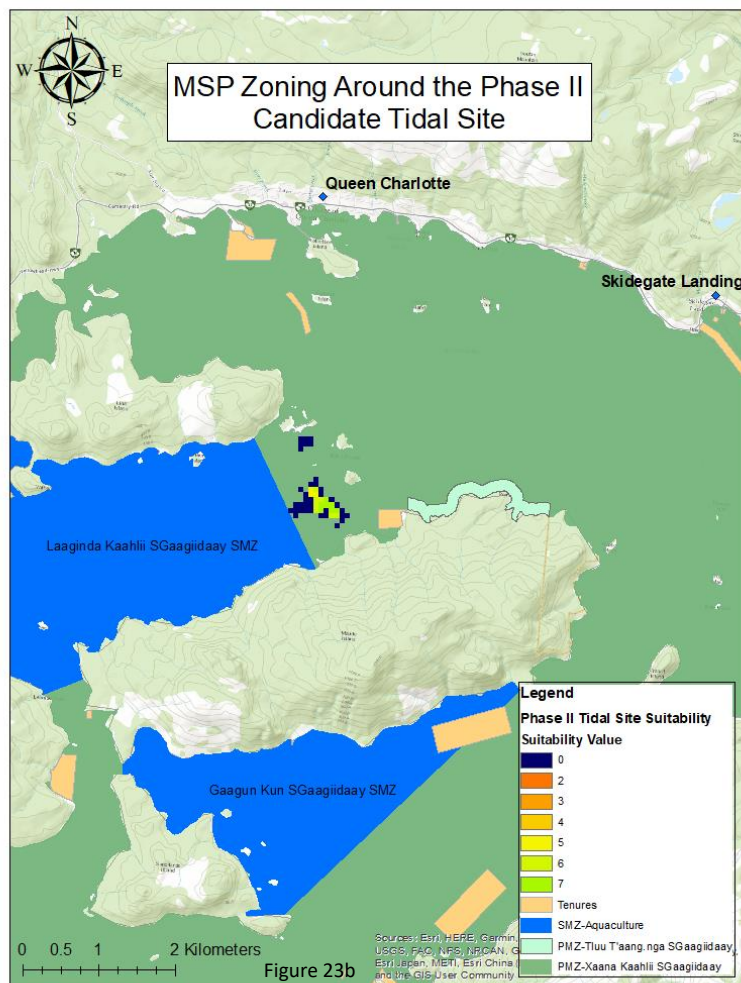 N
W E
S
MSP Zoning Around the Phase II
Candidate Tidal Site
Queen Charlotte
Skidegate Landing
Laaginda Kaahlii SGaagiidaay SMZ
Gaagun Kun SGaagiidaay SMZ
Legend
Phase II Tidal Site Suitability
Suitability Value
0
2
3
4
5
6
7
Tenures
SMZ-Aquaculture
PMZ-Tluu T'aang.nga SGaagiidaay
PMZ-Xaana Kaahlii SGaagiidaay
0 0.5 1 2 Kilometers
Sources: Esri, HERE, Garmin,
USGS, FAO, NPS, NRCAN, G
Esri Japan, METI, Esri China (
and the GIS User Community
Figure 23b